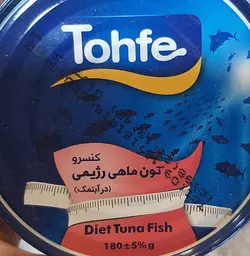 Tohfe
کنسرو
تون ماهی رژیمی
(در آبنمک)
Diet Tuna Fish
180±5% g